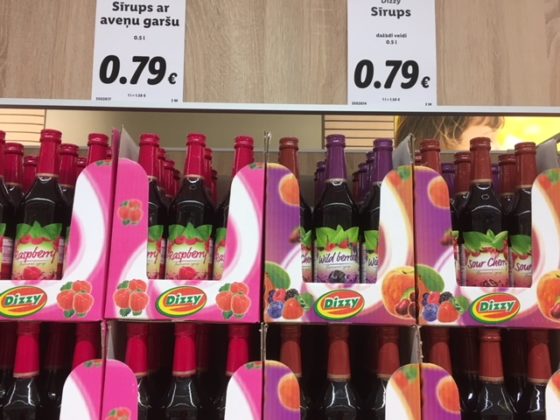 Sīrups ar
aveņu garšu
0.5 l
0.79 €
Dizzy
Sīrups
dažādi veidi
0.5 l
0.79 €
Raspberry
Raspberry
Wild berries
Sour Cherry
Dizzy
Dizzy
Dizzy
Dizzy